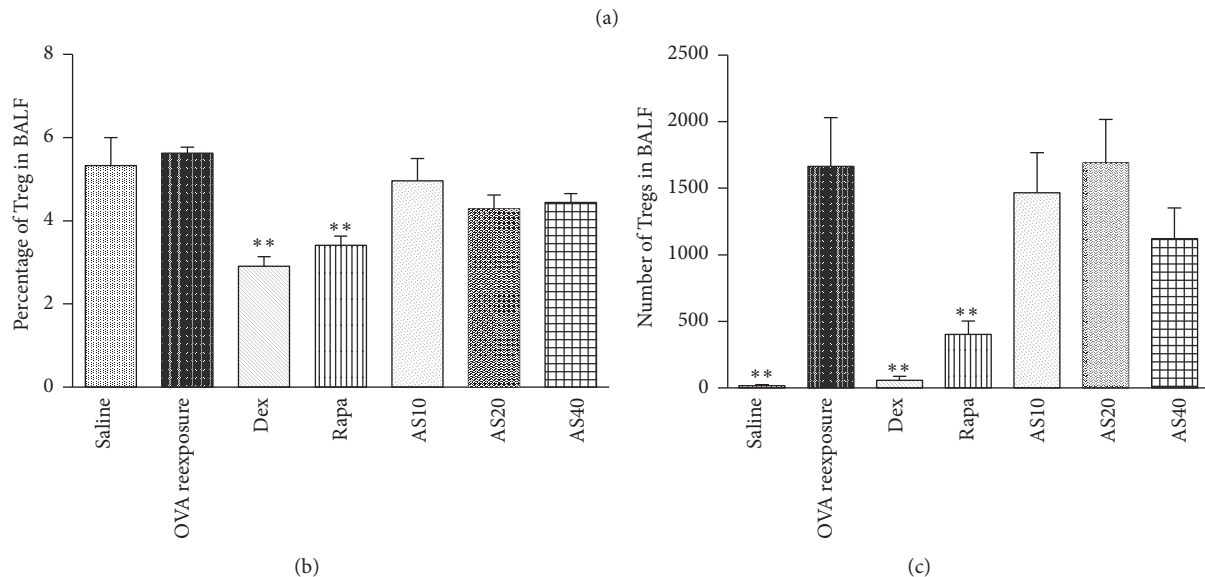 (a)
Percentage of Treg in BALF
8
6
4
2
0
**
**
Saline
OVA reexposure
Dex
Rapa
AS10
AS20
AS40
(b)
Number of Tregs in BALF
2500
2000
1500
1000
500
0
**
**
**
Saline
OVA reexposure
Dex
Rapa
AS10
AS20
AS40
(c)